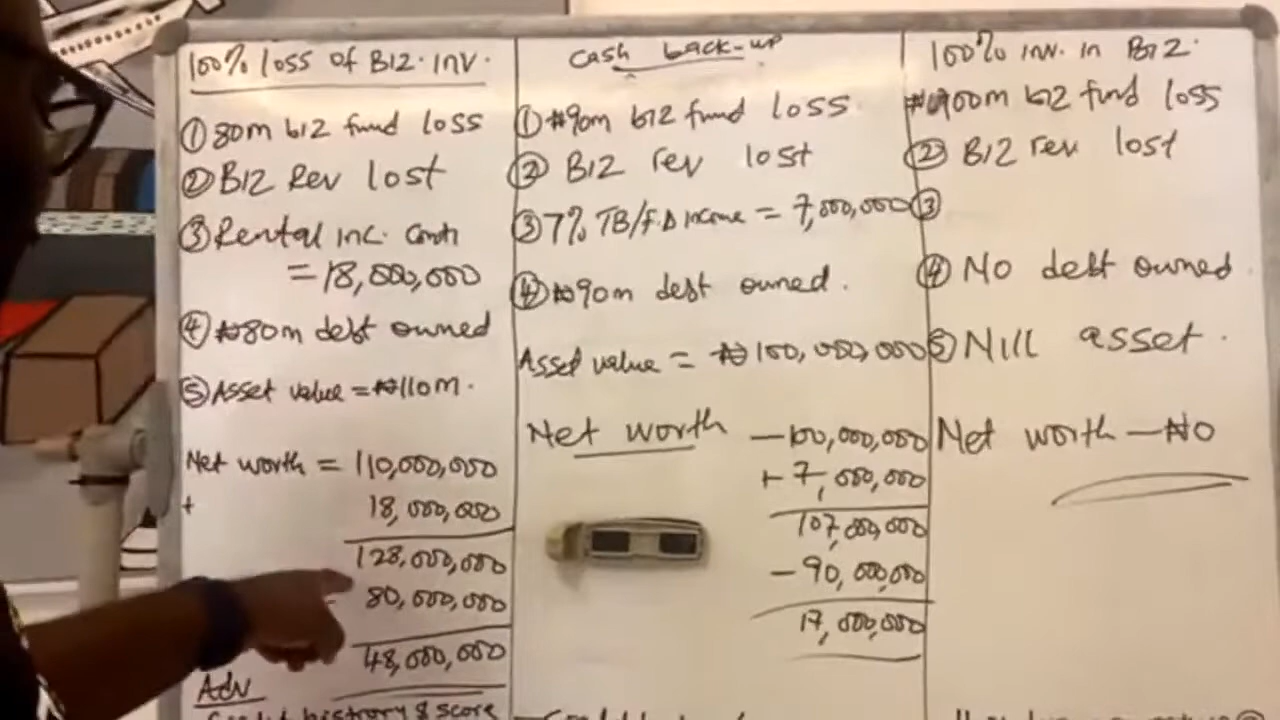 100% loss of BIZ. INV.
① 80m biz fund loss
② BIZ Rev lost
③ Rental inc. Conti
= 18,000,000
④ ₦80m debt owned
⑤ Asset value = ₦110M.
Net worth = 110,000,000
+ 18,000,000
128,000,000
- 80,000,000
48,000,000
Adv
Credit history & score
Cash back-up
① ₦90m biz fund loss
② BIZ rev lost
③ 7% TB/F.D income = 7,000,000
④ ₦90m debt owned.
Asset value = ₦100,000,000
Net worth — 100,000,000
+ 7,000,000
107,000,000
- 90,000,000
17,000,000
100% inv. in BIZ.
₦100m biz fund loss
② BIZ rev lost
③
④ No debt owned
⑤ Nill asset.
Net worth — ₦0